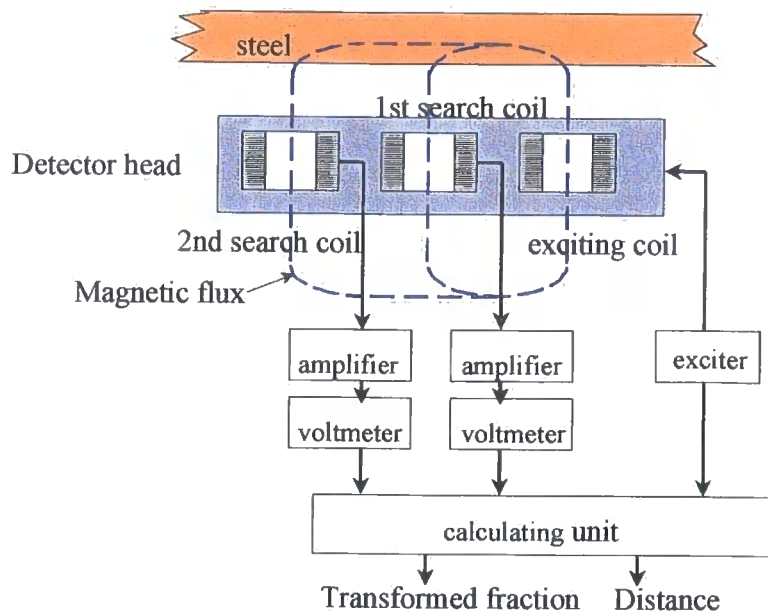 steel
1st search coil
Detector head
2nd search coil
exciting coil
Magnetic flux
amplifier
amplifier
exciter
voltmeter
voltmeter
calculating unit
Transformed fraction
Distance